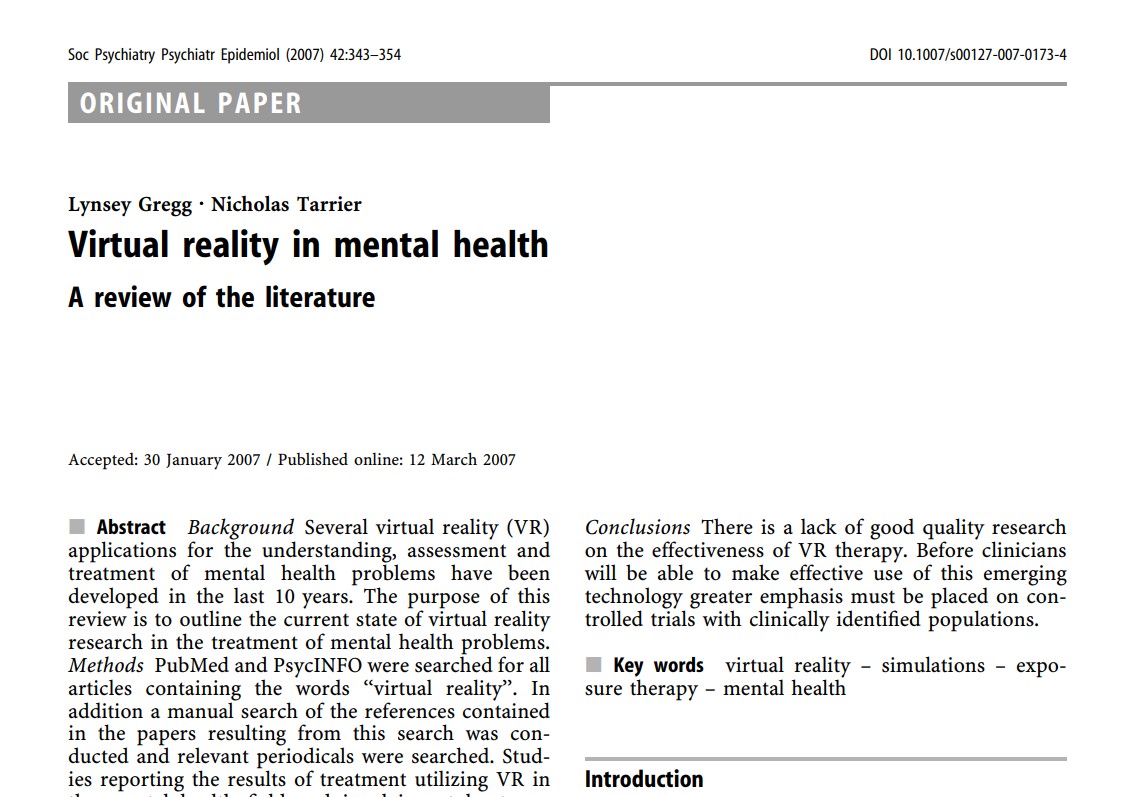 Soc Psychiatry Psychiatr Epidemiol (2007) 42:343–354
DOI 10.1007/s00127-007-0173-4
ORIGINAL PAPER
Lynsey Gregg · Nicholas Tarrier
Virtual reality in mental health
A review of the literature
Accepted: 30 January 2007 / Published online: 12 March 2007
Abstract Background Several virtual reality (VR)
applications for the understanding, assessment and
treatment of mental health problems have been
developed in the last 10 years. The purpose of this
review is to outline the current state of virtual reality
research in the treatment of mental health problems.
Methods PubMed and PsycINFO were searched for all
articles containing the words “virtual reality”. In
addition a manual search of the references contained
in the papers resulting from this search was con-
ducted and relevant periodicals were searched. Stud-
ies reporting the results of treatment utilizing VR in
Conclusions There is a lack of good quality research
on the effectiveness of VR therapy. Before clinicians
will be able to make effective use of this emerging
technology greater emphasis must be placed on con-
trolled trials with clinically identified populations.
Key words virtual reality – simulations – expo-
sure therapy – mental health
Introduction